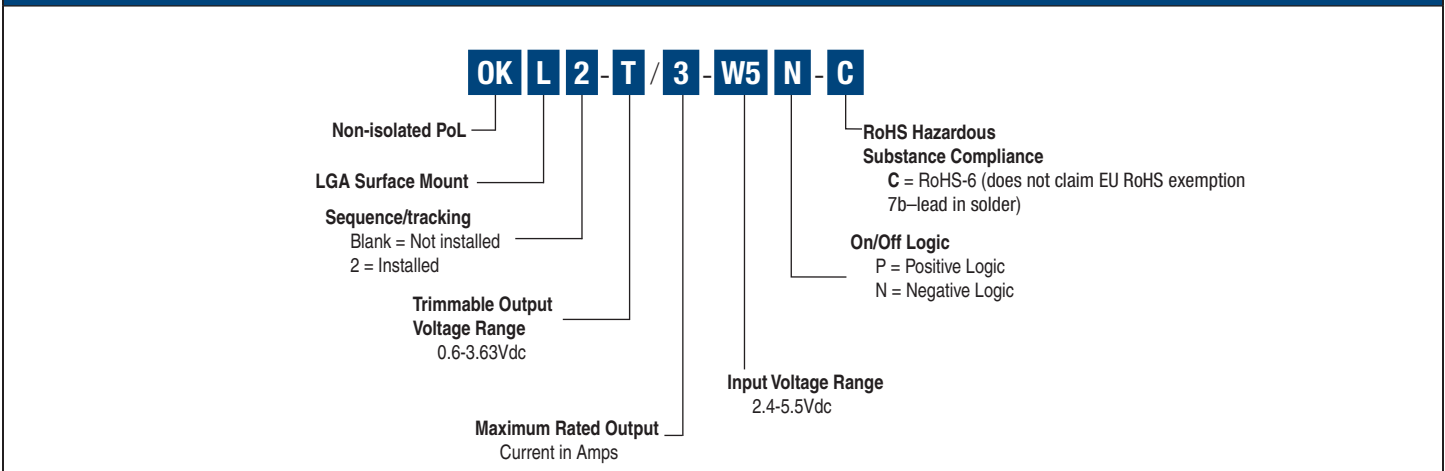 OK L 2 - T / 3 - W5 N - C
Non-isolated PoL
LGA Surface Mount
Sequence/tracking
Blank = Not installed
2 = Installed
Trimmable Output
Voltage Range
0.6-3.63Vdc
Maximum Rated Output
Current in Amps
Input Voltage Range
2.4-5.5Vdc
On/Off Logic
P = Positive Logic
N = Negative Logic
RoHS Hazardous
Substance Compliance
C = RoHS-6 (does not claim EU RoHS exemption
7b–lead in solder)